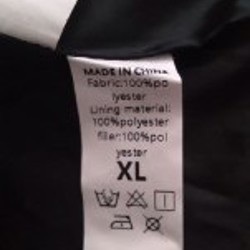 MADE IN CHINA
Fabric:100%po
lyester
Lining material:
100%polyester
filler:100%pol
yester
XL